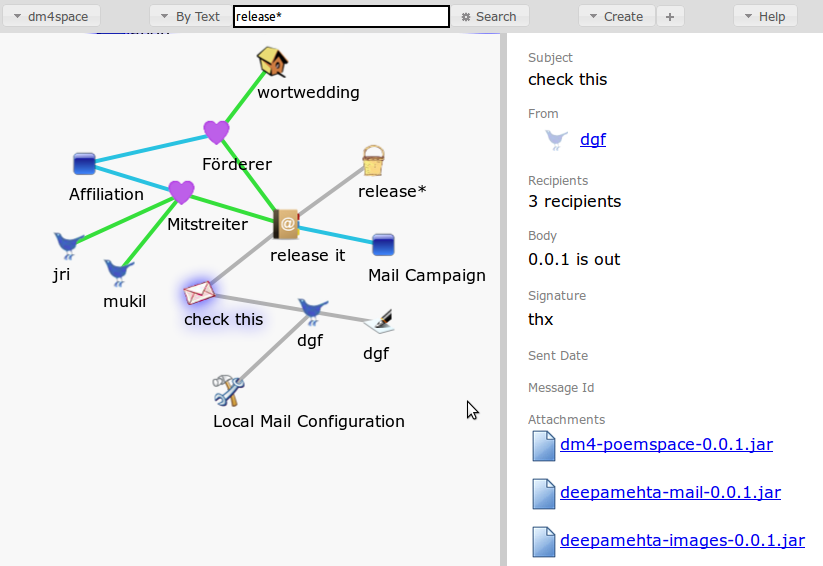 dm4space
By Text
release*
Search
Create
+
Help
wortwedding
Förderer
release*
Affiliation
Mitstreiter
@
release it
jri
mukil
Mail Campaign
check this
dgf
dgf
Local Mail Configuration
Subject
check this
From
dgf
Recipients
3 recipients
Body
0.0.1 is out
Signature
thx
Sent Date
Message Id
Attachments
dm4-poemspace-0.0.1.jar
deepamehta-mail-0.0.1.jar
deepamehta-images-0.0.1.jar